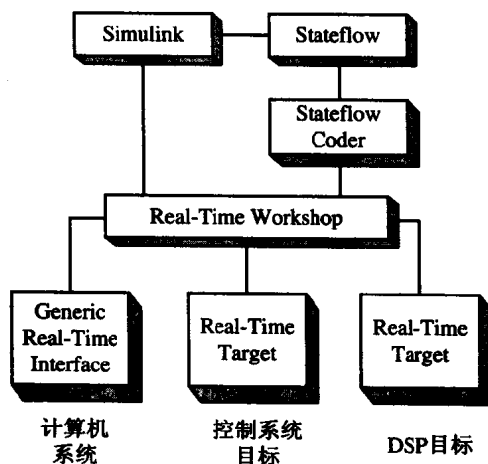 Simulink
Stateflow
Stateflow
Coder
Real-Time Workshop
Generic
Real-Time
Interface
Real-Time
Target
Real-Time
Target
计算机
系统
控制系统
目标
DSP目标